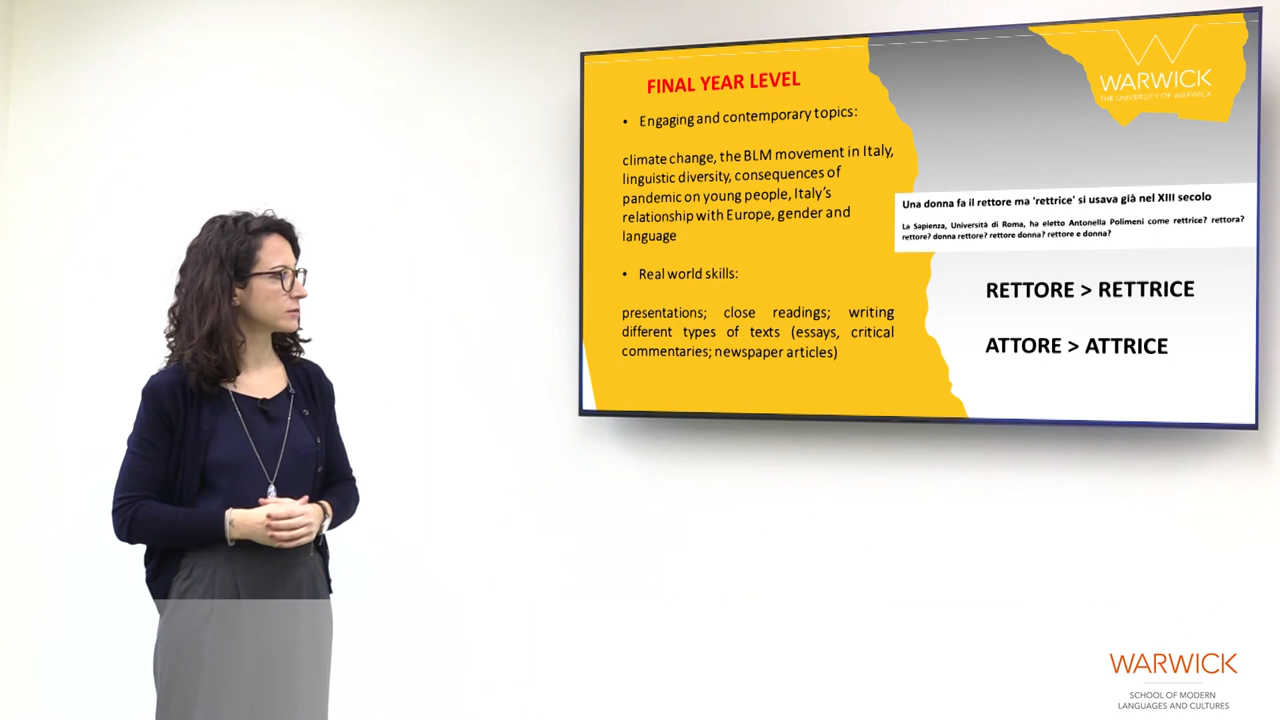 FINAL YEAR LEVEL
• Engaging and contemporary topics:
climate change, the BLM movement in Italy,
linguistic diversity, consequences of
pandemic on young people, Italy's
relationship with Europe, gender and
language
• Real world skills:
presentations; close readings; writing
different types of texts (essays, critical
commentaries; newspaper articles)
WARWICK
THE UNIVERSITY OF WARWICK
Una donna fa il rettore ma 'rettrice' si usava già nel XIII secolo
La Sapienza, Università di Roma, ha eletto Antonella Polimeni come rettrice? rettora?
rettore? donna rettore? rettore donna? rettore e donna?
RETTORE > RETTRICE
ATTORE > ATTRICE
WARWICK
SCHOOL OF MODERN
LANGUAGES AND CULTURES